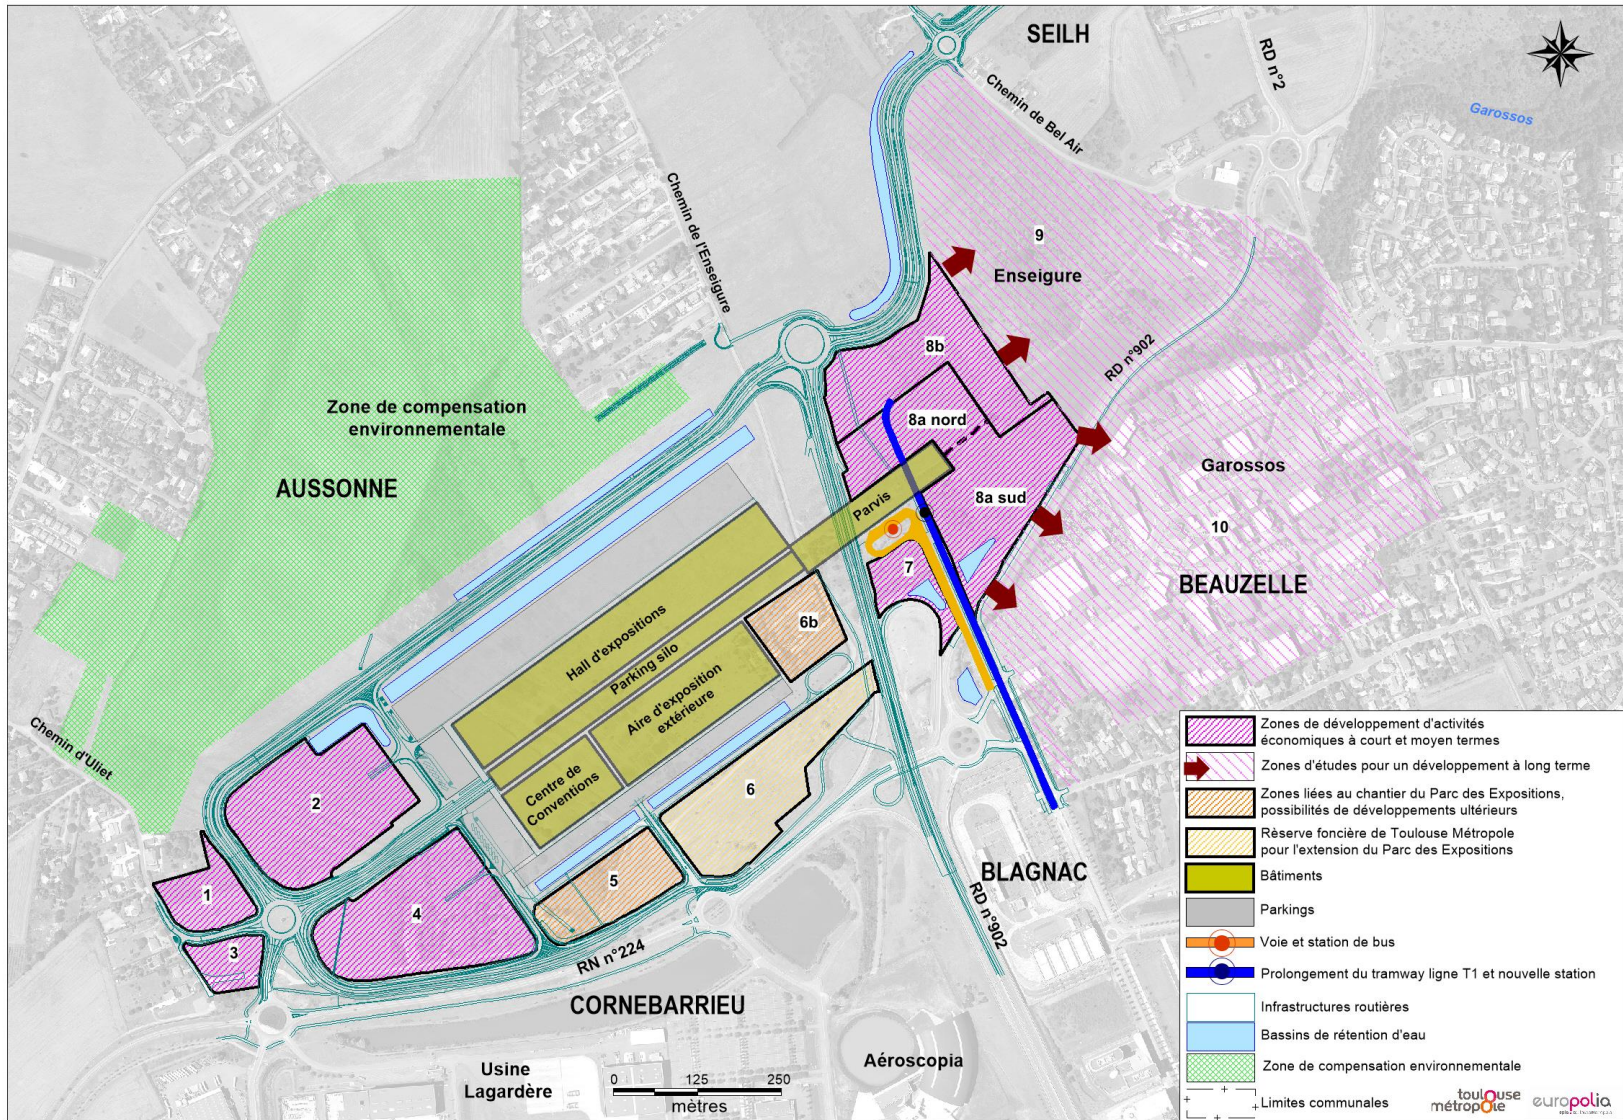 SEILH
RD n°2
Garossos
Chemin de Bel Air
Chemin de l'Enseigure
9
Enseigure
8b
RD n°902
Zone de compensation
environnementale
8a nord
AUSSONNE
Garossos
8a sud
Parvis
10
7
BEAUZELLE
6b
Hall d'expositions
Parking silo
Aire d'exposition
extérieure
Chemin d'Uliet
Centre de
Conventions
6
2
5
BLAGNAC
1
4
RD n°902
3
RN n°224
CORNEBARRIEU
Usine
Lagardère
Aéroscopia
0 125 250
mètres
Zones de développement d'activités
économiques à court et moyen termes
Zones d'études pour un développement à long terme
Zones liées au chantier du Parc des Expositions,
possibilités de développements ultérieurs
Rèserve foncière de Toulouse Métropole
pour l'extension du Parc des Expositions
Bâtiments
Parkings
Voie et station de bus
Prolongement du tramway ligne T1 et nouvelle station
Infrastructures routières
Bassins de rétention d'eau
Zone de compensation environnementale
Limites communales
toulouse
métropole
europolia